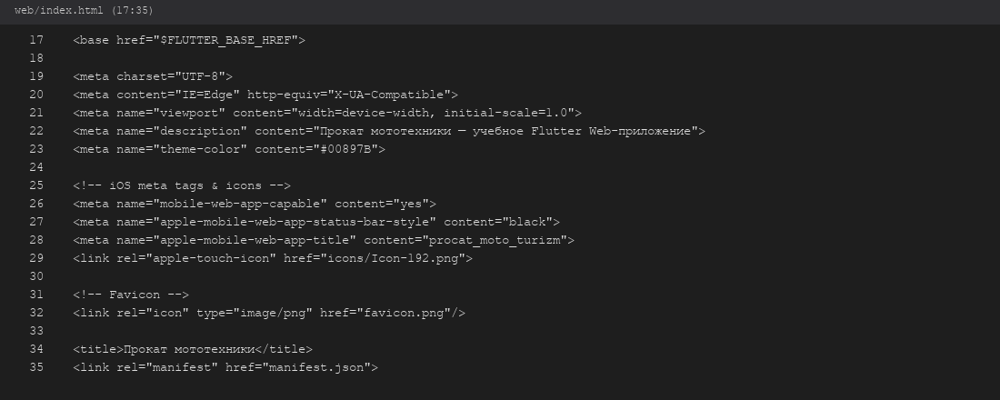 web/index.html (17:35)
17 <base href="$FLUTTER_BASE_HREF">
18
19 <meta charset="UTF-8">
20 <meta content="IE=Edge" http-equiv="X-UA-Compatible">
21 <meta name="viewport" content="width=device-width, initial-scale=1.0">
22 <meta name="description" content="Прокат мототехники — учебное Flutter Web-приложение">
23 <meta name="theme-color" content="#00897B">
24
25 <!-- iOS meta tags & icons -->
26 <meta name="mobile-web-app-capable" content="yes">
27 <meta name="apple-mobile-web-app-status-bar-style" content="black">
28 <meta name="apple-mobile-web-app-title" content="procat_moto_turizm">
29 <link rel="apple-touch-icon" href="icons/Icon-192.png">
30
31 <!-- Favicon -->
32 <link rel="icon" type="image/png" href="favicon.png"/>
33
34 <title>Прокат мототехники</title>
35 <link rel="manifest" href="manifest.json">